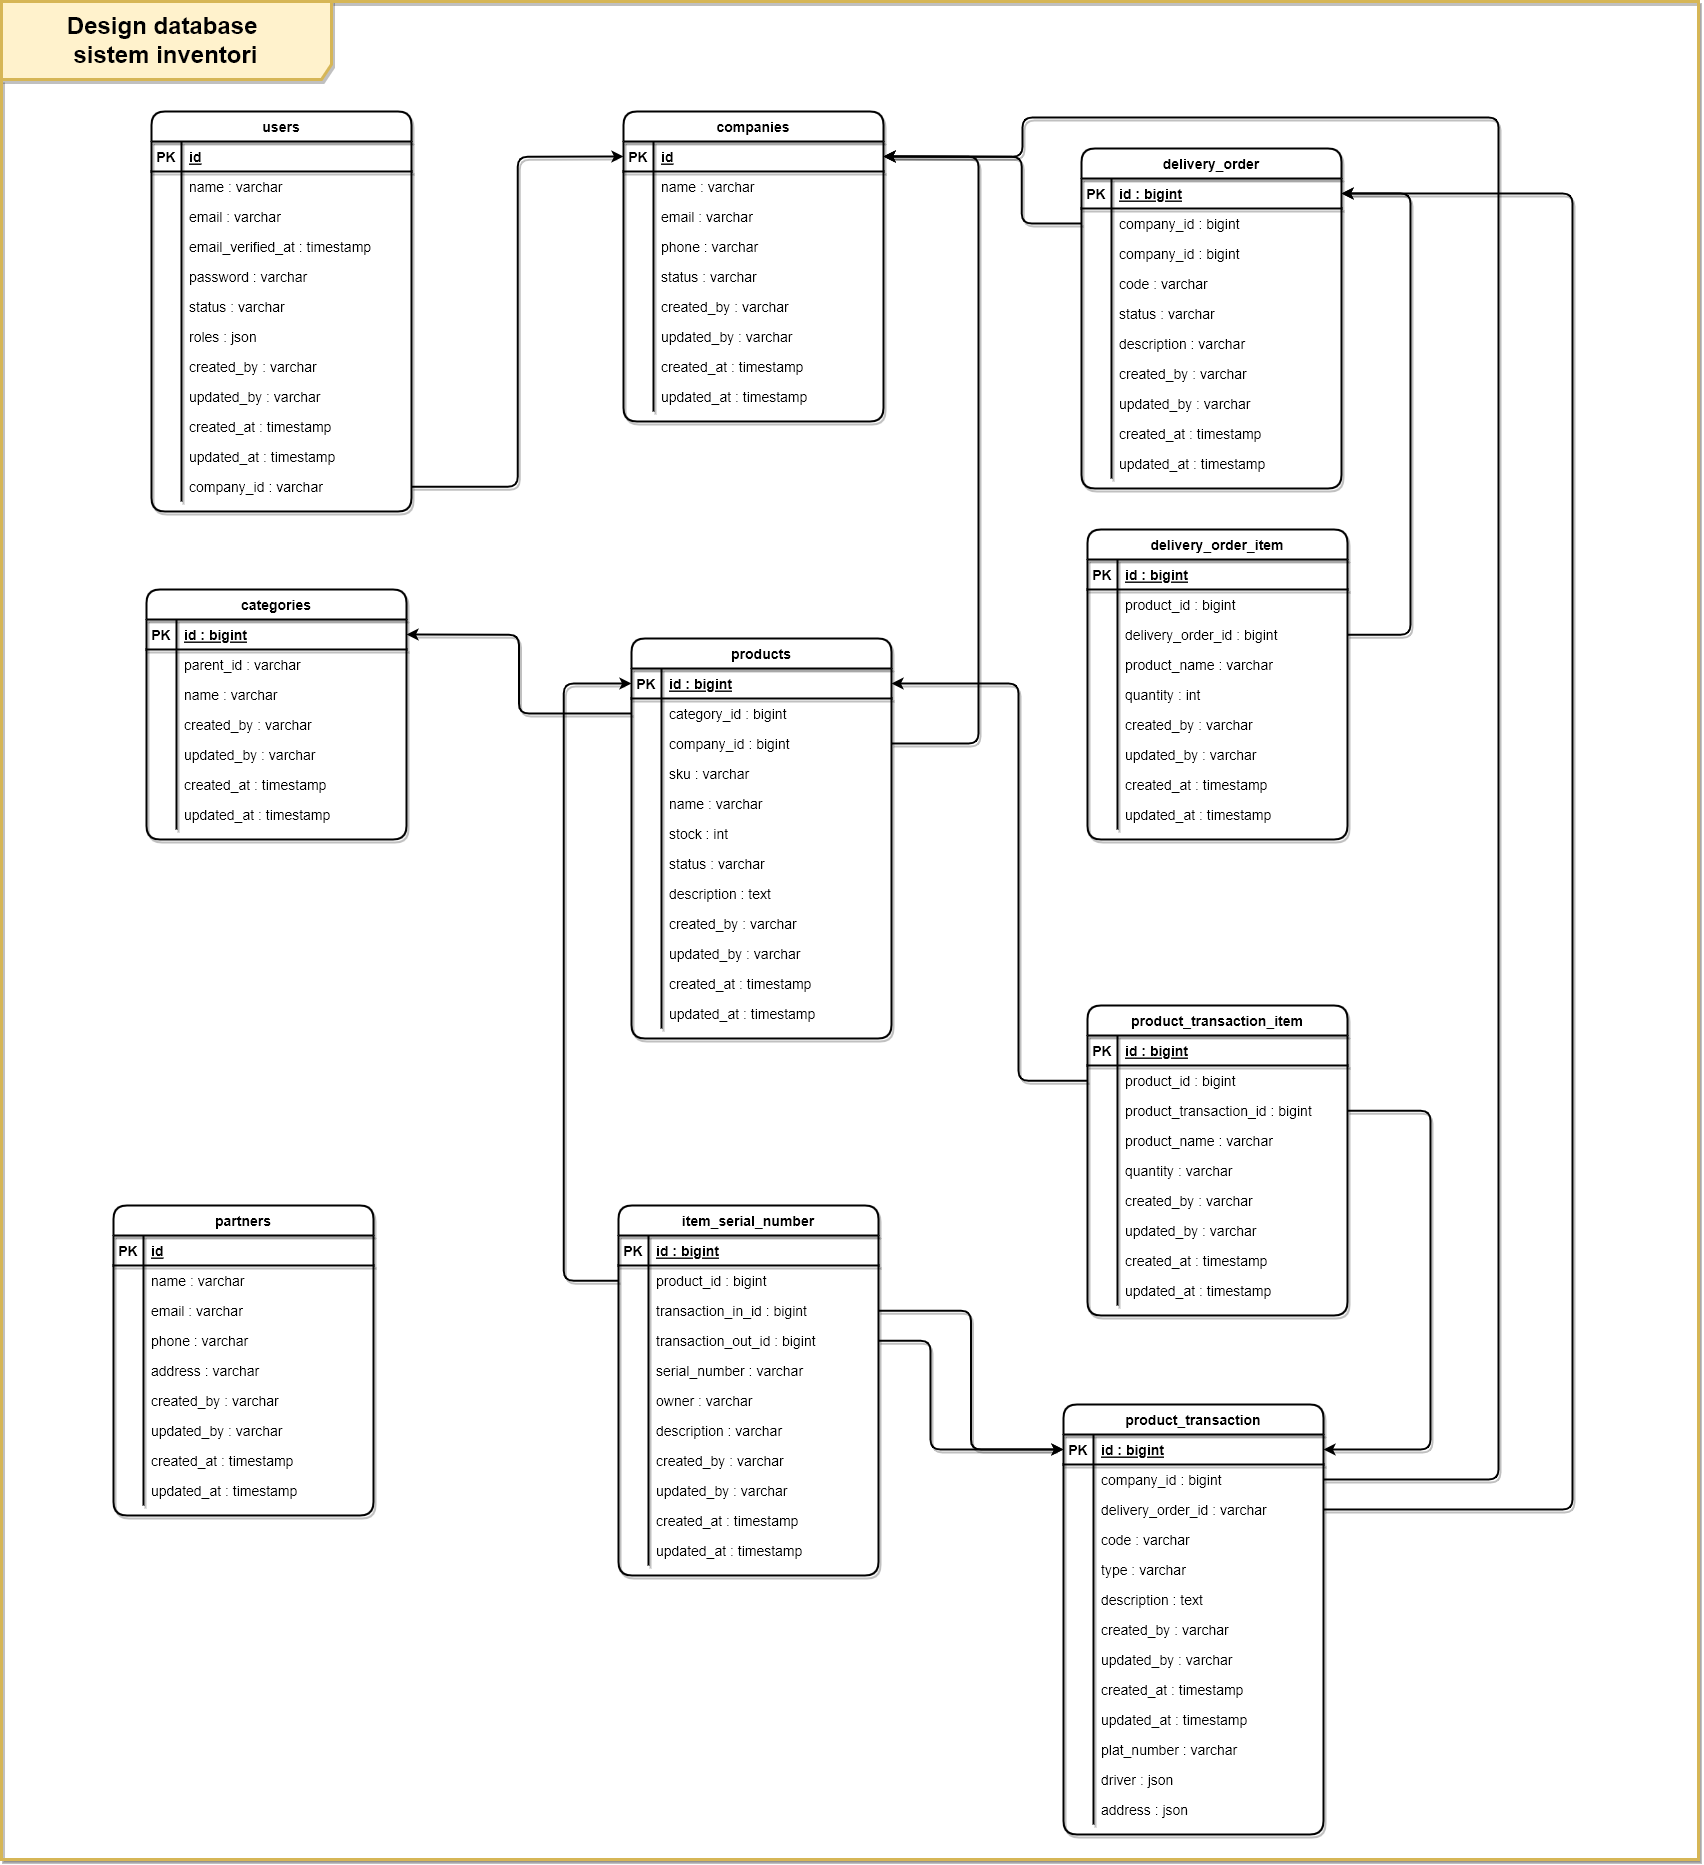 Design database
sistem inventori
users
PK id
name : varchar
email : varchar
email_verified_at : timestamp
password : varchar
status : varchar
roles : json
created_by : varchar
updated_by : varchar
created_at : timestamp
updated_at : timestamp
company_id : varchar
companies
PK id
name : varchar
email : varchar
phone : varchar
status : varchar
created_by : varchar
updated_by : varchar
created_at : timestamp
updated_at : timestamp
delivery_order
PK id : bigint
company_id : bigint
company_id : bigint
code : varchar
status : varchar
description : varchar
created_by : varchar
updated_by : varchar
created_at : timestamp
updated_at : timestamp
delivery_order_item
PK id : bigint
product_id : bigint
delivery_order_id : bigint
product_name : varchar
quantity : int
created_by : varchar
updated_by : varchar
created_at : timestamp
updated_at : timestamp
categories
PK id : bigint
parent_id : varchar
name : varchar
created_by : varchar
updated_by : varchar
created_at : timestamp
updated_at : timestamp
products
PK id : bigint
category_id : bigint
company_id : bigint
sku : varchar
name : varchar
stock : int
status : varchar
description : text
created_by : varchar
updated_by : varchar
created_at : timestamp
updated_at : timestamp
product_transaction_item
PK id : bigint
product_id : bigint
product_transaction_id : bigint
product_name : varchar
quantity : varchar
created_by : varchar
updated_by : varchar
created_at : timestamp
updated_at : timestamp
partners
PK id
name : varchar
email : varchar
phone : varchar
address : varchar
created_by : varchar
updated_by : varchar
created_at : timestamp
updated_at : timestamp
item_serial_number
PK id : bigint
product_id : bigint
transaction_in_id : bigint
transaction_out_id : bigint
serial_number : varchar
owner : varchar
description : varchar
created_by : varchar
updated_by : varchar
created_at : timestamp
updated_at : timestamp
product_transaction
PK id : bigint
company_id : bigint
delivery_order_id : varchar
code : varchar
type : varchar
description : text
created_by : varchar
updated_by : varchar
created_at : timestamp
updated_at : timestamp
plat_number : varchar
driver : json
address : json